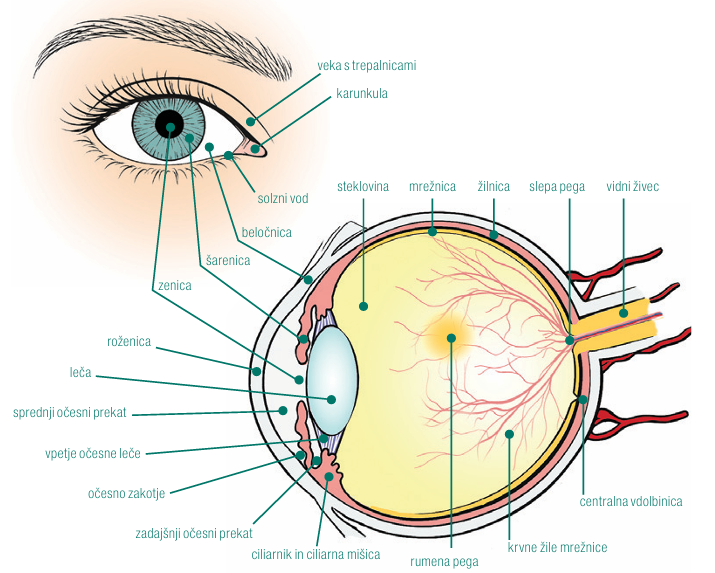 veka s trepalnicami
karunkula
solzni vod
steklovina
mrežnica
žilnica
slepa pega
vidni živec
beločnica
šarenica
zenica
roženica
leča
sprednji očesni prekat
vpetje očesne leče
očesno zakotje
zadajšnji očesni prekat
ciliarnik in ciliarna mišica
rumena pega
krvne žile mrežnice
centralna vdolbinica